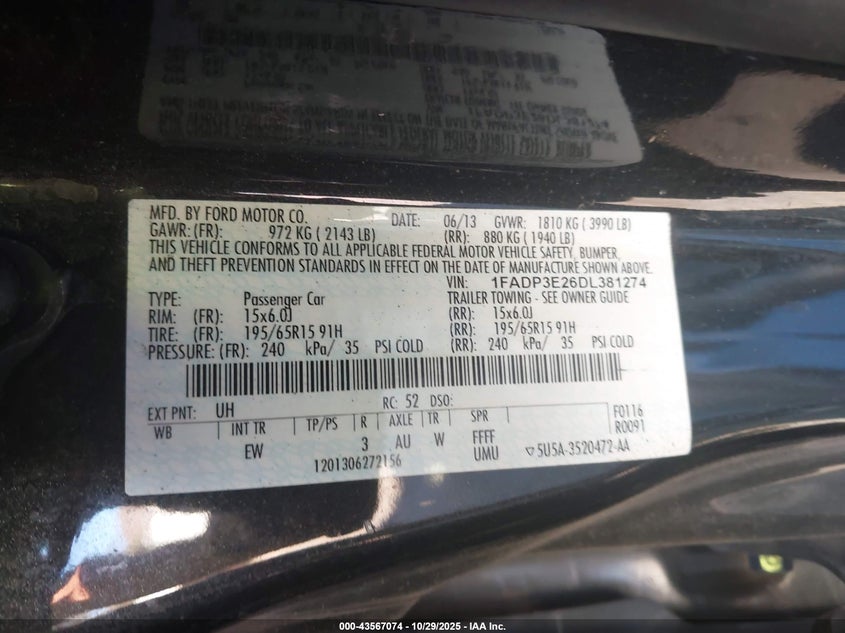 MFD. BY FORD MOTOR CO. DATE: 06/13 GVWR: 1810 KG ( 3990 LB)
GAWR: (FR): 972 KG ( 2143 LB) (RR): 880 KG ( 1940 LB)
THIS VEHICLE CONFORMS TO ALL APPLICABLE FEDERAL MOTOR VEHICLE SAFETY, BUMPER,
AND THEFT PREVENTION STANDARDS IN EFFECT ON THE DATE OF MANUFACTURE SHOWN ABOVE.
VIN: 1FADP3E26DL381274
TYPE: Passenger Car TRAILER TOWING - SEE OWNER GUIDE
RIM: (FR): 15x6.0J (RR): 15x6.0J
TIRE: (FR): 195/65R15 91H (RR): 195/65R15 91H
PRESSURE: (FR): 240 kPa/ 35 PSI COLD (RR): 240 kPa/ 35 PSI COLD
EXT PNT: UH RC: 52 DSO: F0116
WB INT TR TP/PS R AXLE TR SPR R0091
EW 3 AU W FFFF
UMU
1201306272156 5U5A-3520472-AA
000-43567074 | 10/29/2025 - IAA Inc.